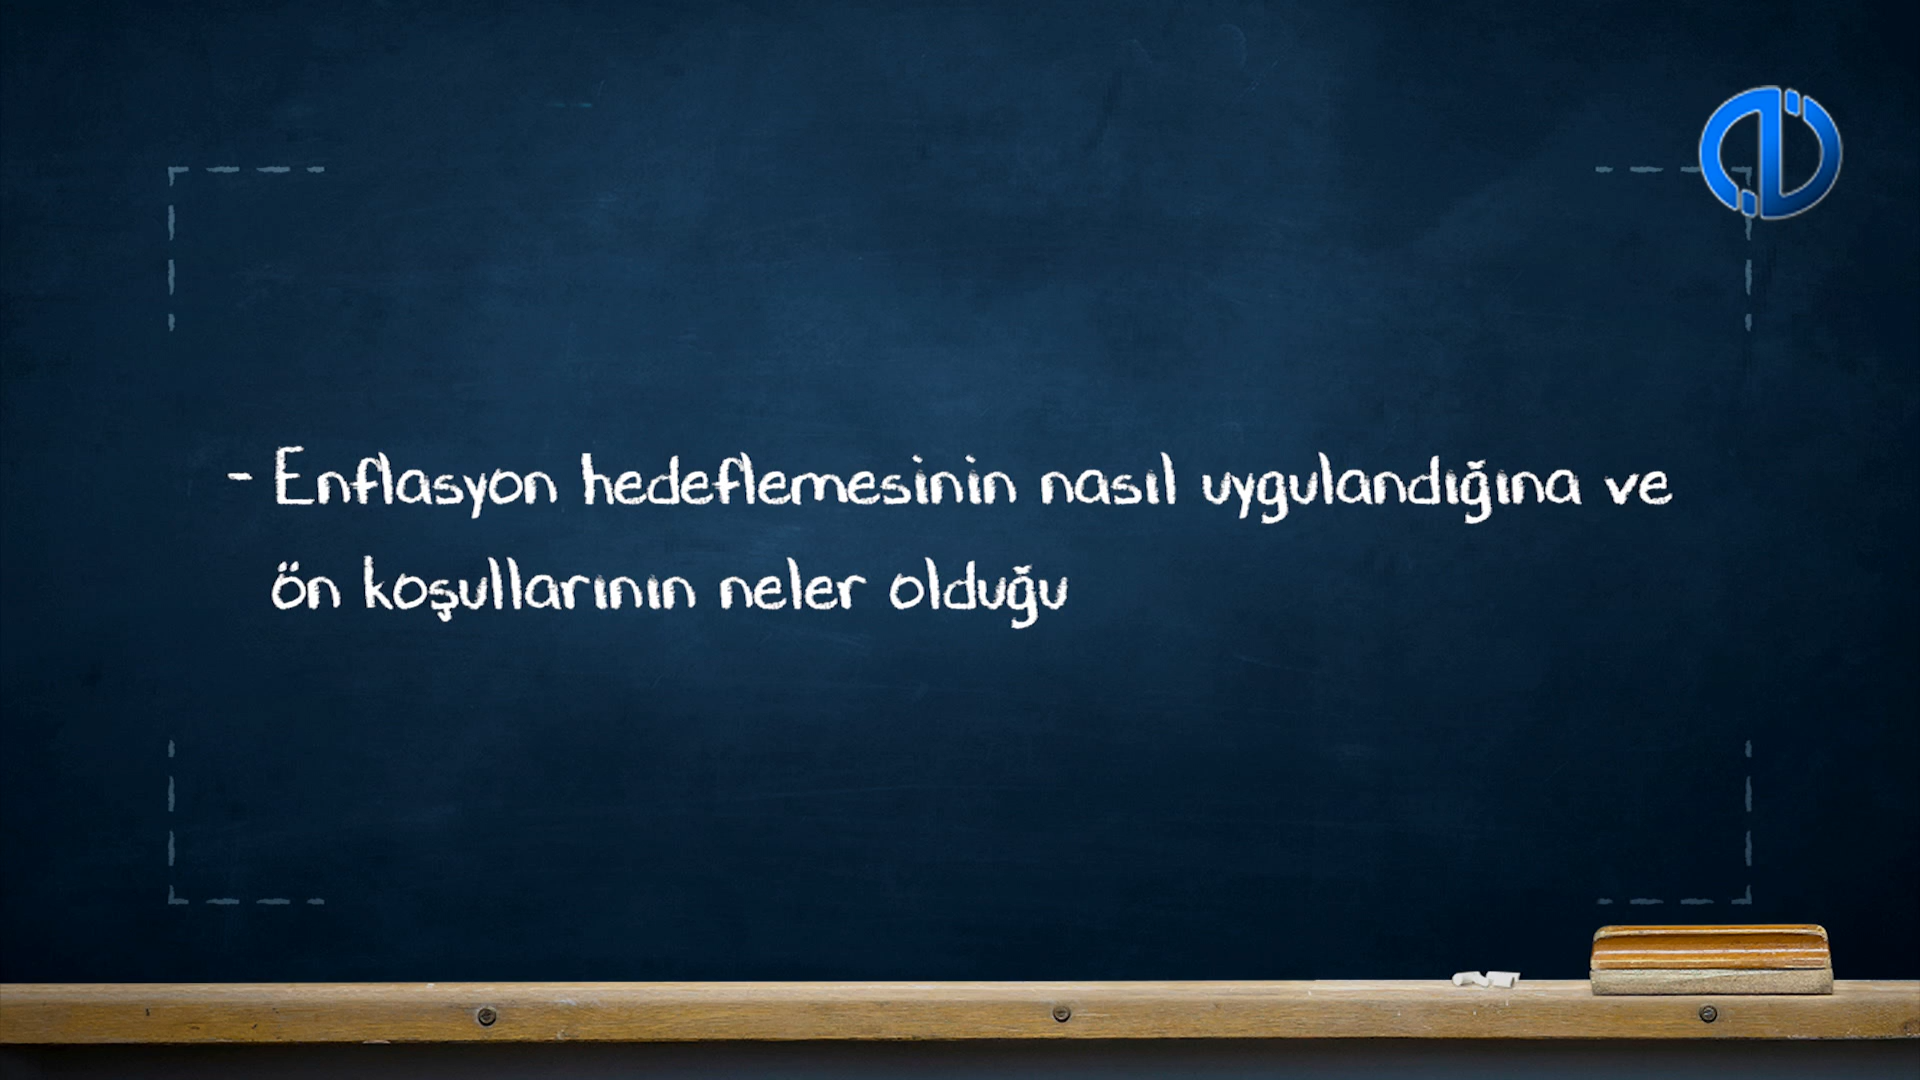 - Enflasyon hedeflemesinin nasıl uygulandığına ve
ön koşullarının neler olduğu